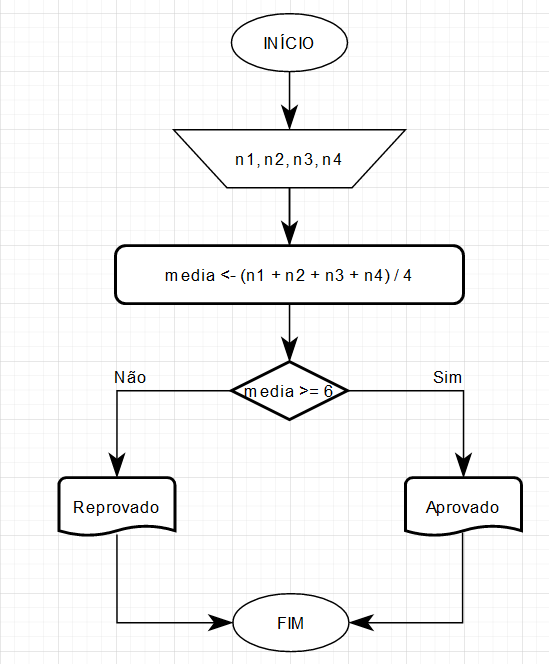 INÍCIO
n1, n2, n3, n4
media <- (n1 + n2 + n3 + n4) / 4
media >= 6
Não
Sim
Reprovado
Aprovado
FIM